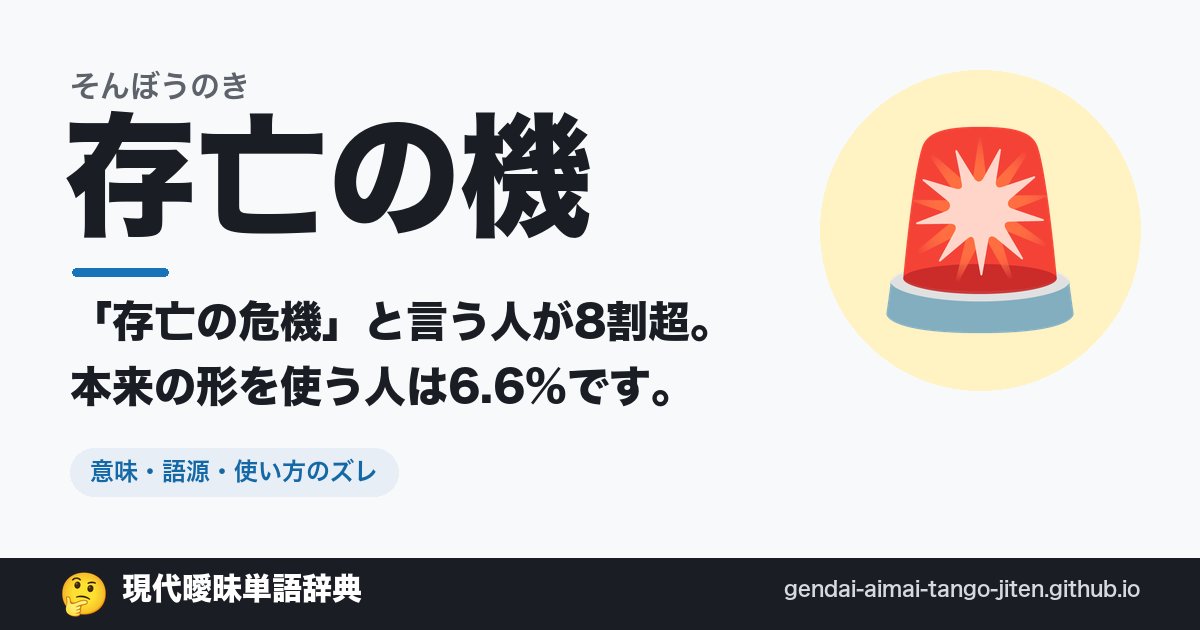 そんぼうのき
存亡の機
「存亡の危機」と言う人が8割超。
本来の形を使う人は6.6%です。
意味・語源・使い方のズレ
現代曖昧単語辞典
gendai-aimai-tango-jiten.github.io